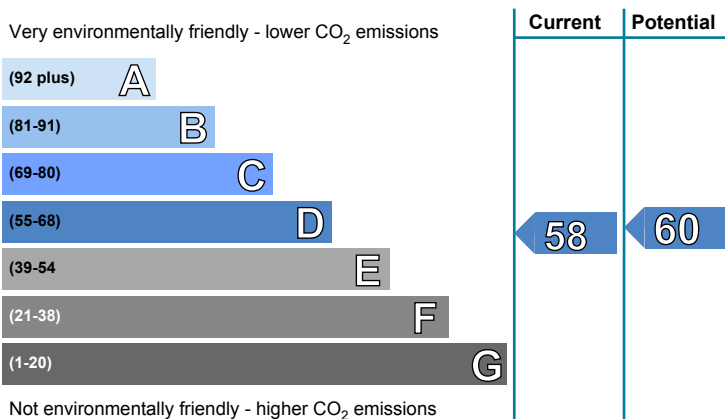 Very environmentally friendly - lower CO2 emissions
Current
Potential
(92 plus) A
(81-91) B
(69-80) C
(55-68) D
58
60
(39-54 E
(21-38) F
(1-20) G
Not environmentally friendly - higher CO2 emissions